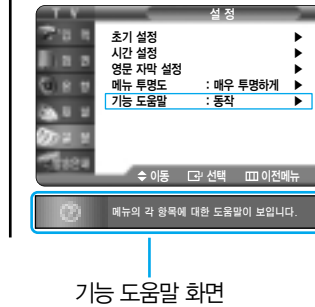 T V
설 정
초기 설정 ▶
시간 설정 ▶
영문 자막 설정
메뉴 투명도 : 매우 투명하게 ▶
기능 도움말 : 동작 ▶
이동 선택 이전메뉴
메뉴의 각 항목에 대한 도움말이 보입니다.
기능 도움말 화면